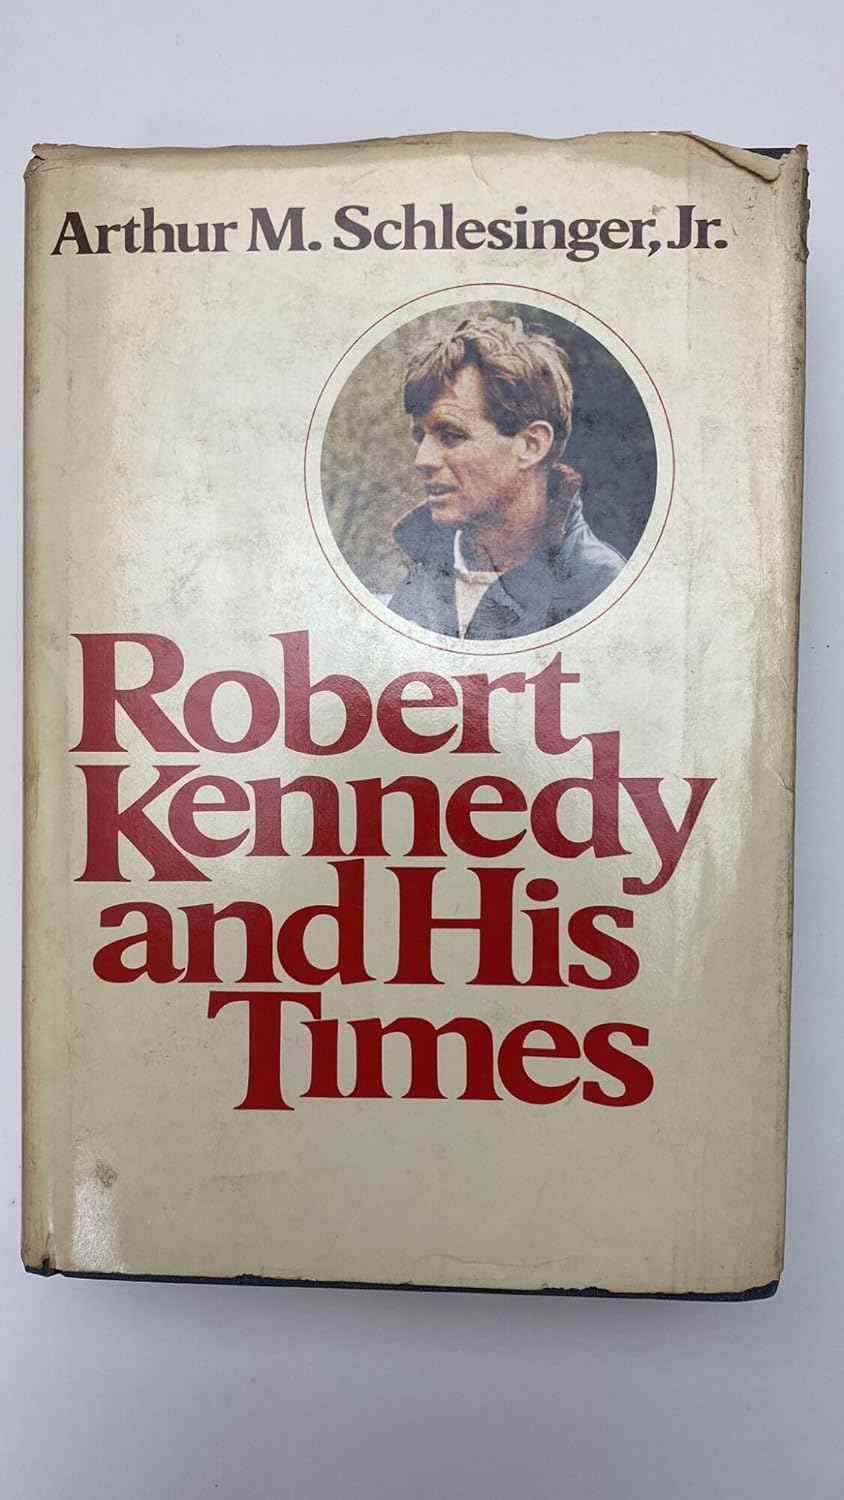 Arthur M. Schlesinger, Jr.
Robert
Kennedy
and His
Times